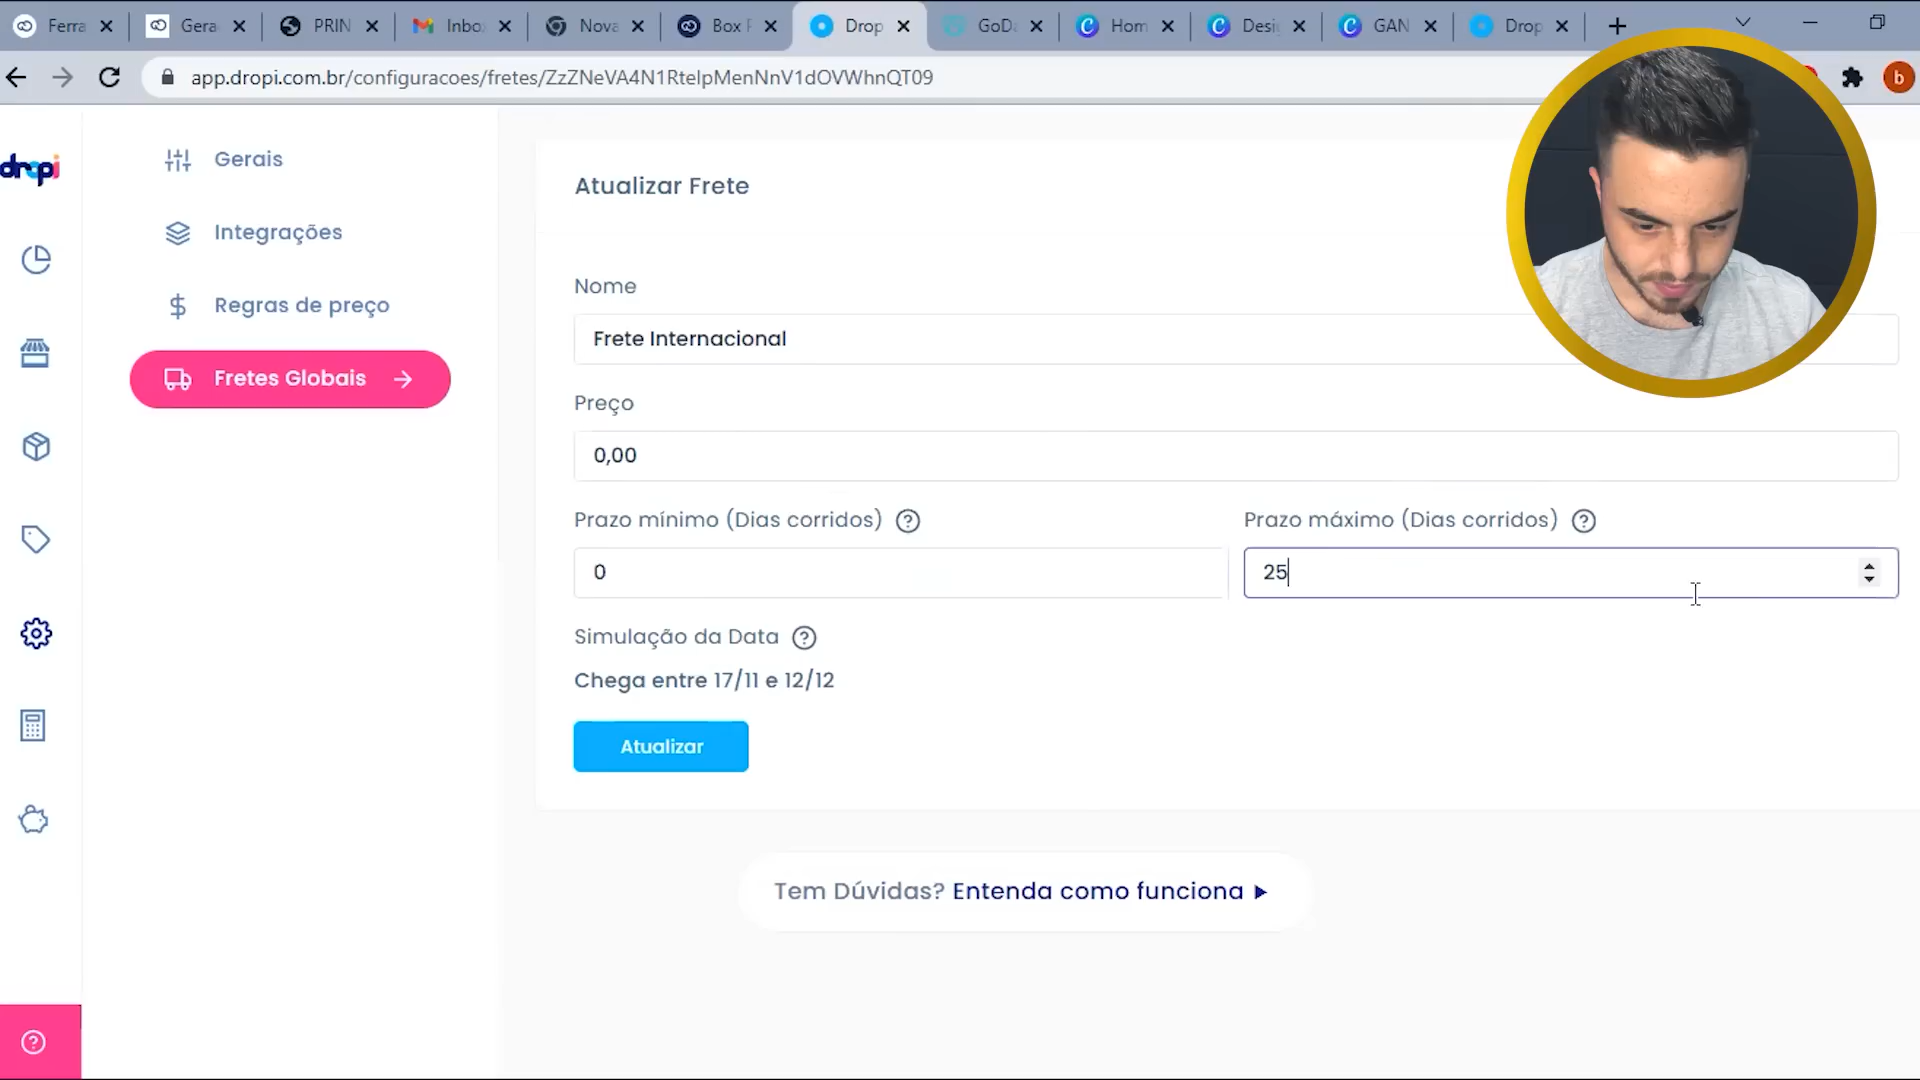 Ferra
Gera
PRIN
Inbo
Nova
Box F
Drop
GoDa
Hom
Desi
GAN
Drop
app.dropi.com.br/configuracoes/fretes/ZzZNeVA4N1RtelpMenNnV1dOVWhnQT09
b
dropi
Gerais
Integrações
Regras de preço
Fretes Globais
Atualizar Frete
Nome
Frete Internacional
Preço
0,00
Prazo mínimo (Dias corridos)
Prazo máximo (Dias corridos)
0
25
Simulação da Data
Chega entre 17/11 e 12/12
Atualizar
Tem Dúvidas? Entenda como funciona